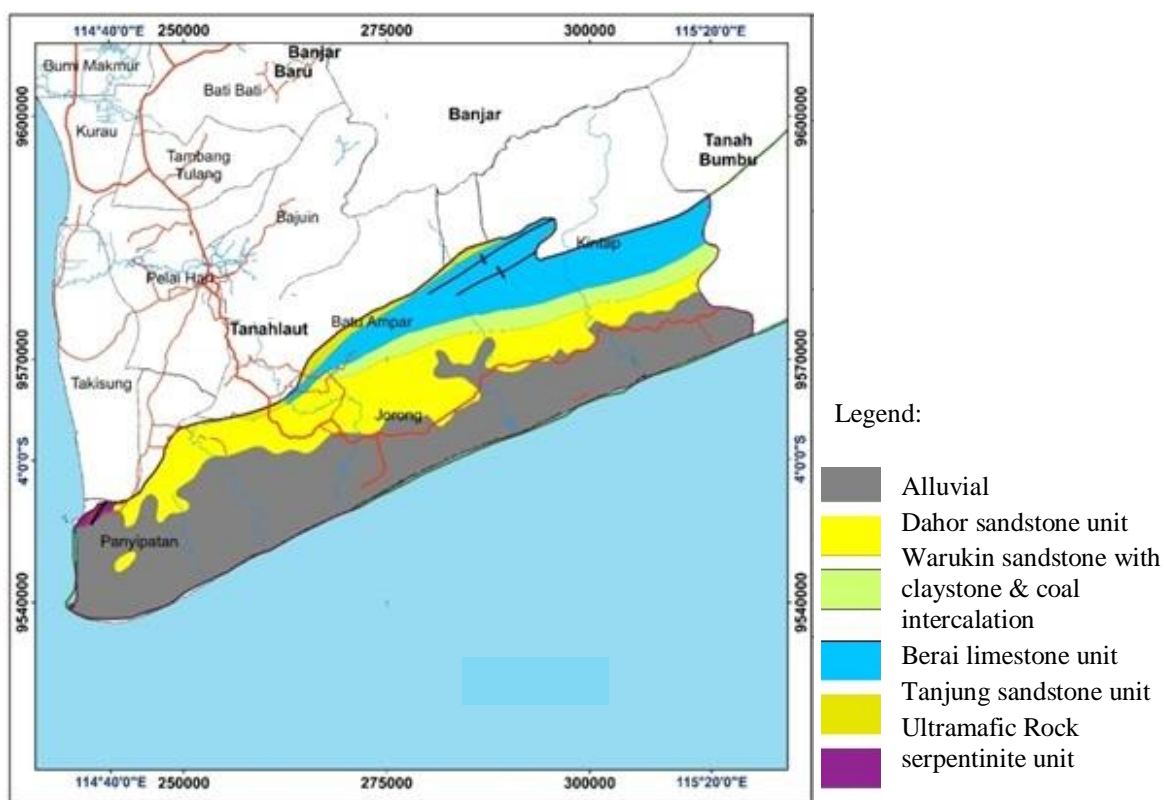 114°40'0"E 250000 275000 300000 115°20'0"E
Bumi Makmur
Banjar
Baru
Bati Bati
9600000
9600000
Kurau
Banjar
Tambang
Tulang
Tanah
Bumbu
Bajuin
Kintap
Pelai Hari
Tanahlaut
Batu Ampar
9570000
9570000
Takisung
Jorong
4°0'0"S
4°0'0"S
Panyipatan
9540000
9540000
114°40'0"E 250000 275000 300000 115°20'0"E
Legend:
Alluvial
Dahor sandstone unit
Warukin sandstone with
claystone & coal
intercalation
Berai limestone unit
Tanjung sandstone unit
Ultramafic Rock
serpentinite unit